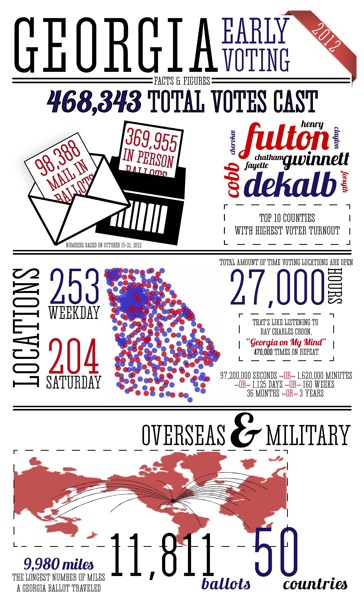 GEORGIA
EARLY
VOTING
2012
FACTS & FIGURES
468,343 TOTAL VOTES CAST
98,388
MAIL IN
BALLOTS
369,955
IN PERSON
BALLOTS
NUMBERS BASED ON OCTOBER 15-21, 2012
cherokee
henry
fulton
clayton
chatham
gwinnett
fayette
cobb
dekalb
forsyth
TOP 10 COUNTIES
WITH HIGHEST VOTER TURNOUT
LOCATIONS
253
WEEKDAY
204
SATURDAY
TOTAL AMOUNT OF TIME VOTING LOCATIONS ARE OPEN
27,000
HOURS
THAT'S LIKE LISTENING TO
RAY CHARLES CROON,
"Georgia on My Mind"
470,000 TIMES ON REPEAT
97,200,000 SECONDS -OR- 1,620,000 MINUTES
-OR- 1,125 DAYS -OR- 160 WEEKS
36 MONTHS -OR- 3 YEARS
OVERSEAS & MILITARY
9,980 miles
THE LONGEST NUMBER OF MILES
A GEORGIA BALLOT TRAVELED
11,811
ballots
50
countries